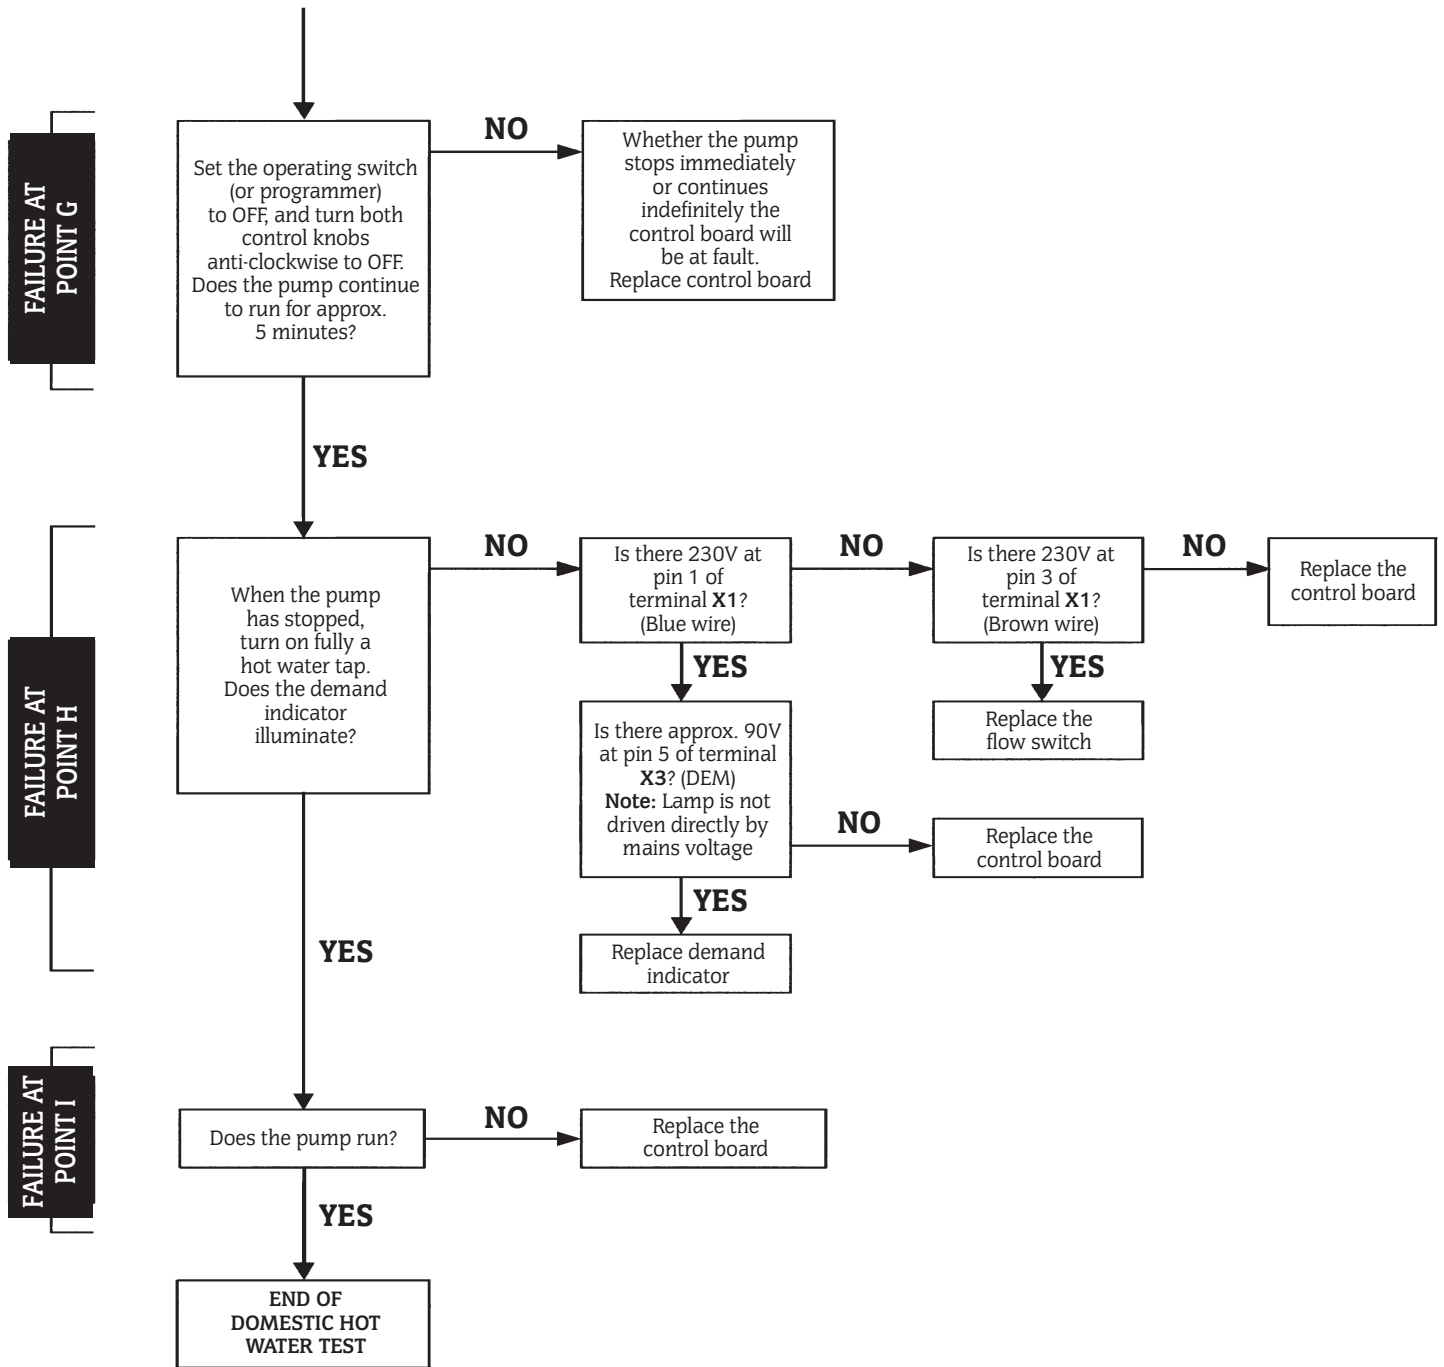 FAILURE AT
POINT G
Set the operating switch
(or programmer)
to OFF, and turn both
control knobs
anti-clockwise to OFF.
Does the pump continue
to run for approx.
5 minutes?
NO
Whether the pump
stops immediately
or continues
indefinitely the
control board will
be at fault.
Replace control board
YES
FAILURE AT
POINT H
When the pump
has stopped,
turn on fully a
hot water tap.
Does the demand
indicator
illuminate?
NO
Is there 230V at
pin 1 of
terminal X1?
(Blue wire)
NO
Is there 230V at
pin 3 of
terminal X1?
(Brown wire)
NO
Replace the
control board
YES
YES
Replace the
flow switch
Is there approx. 90V
at pin 5 of terminal
X3? (DEM)
Note: Lamp is not
driven directly by
mains voltage
NO
Replace the
control board
YES
Replace demand
indicator
YES
FAILURE AT
POINT I
Does the pump run?
NO
Replace the
control board
YES
END OF
DOMESTIC HOT
WATER TEST